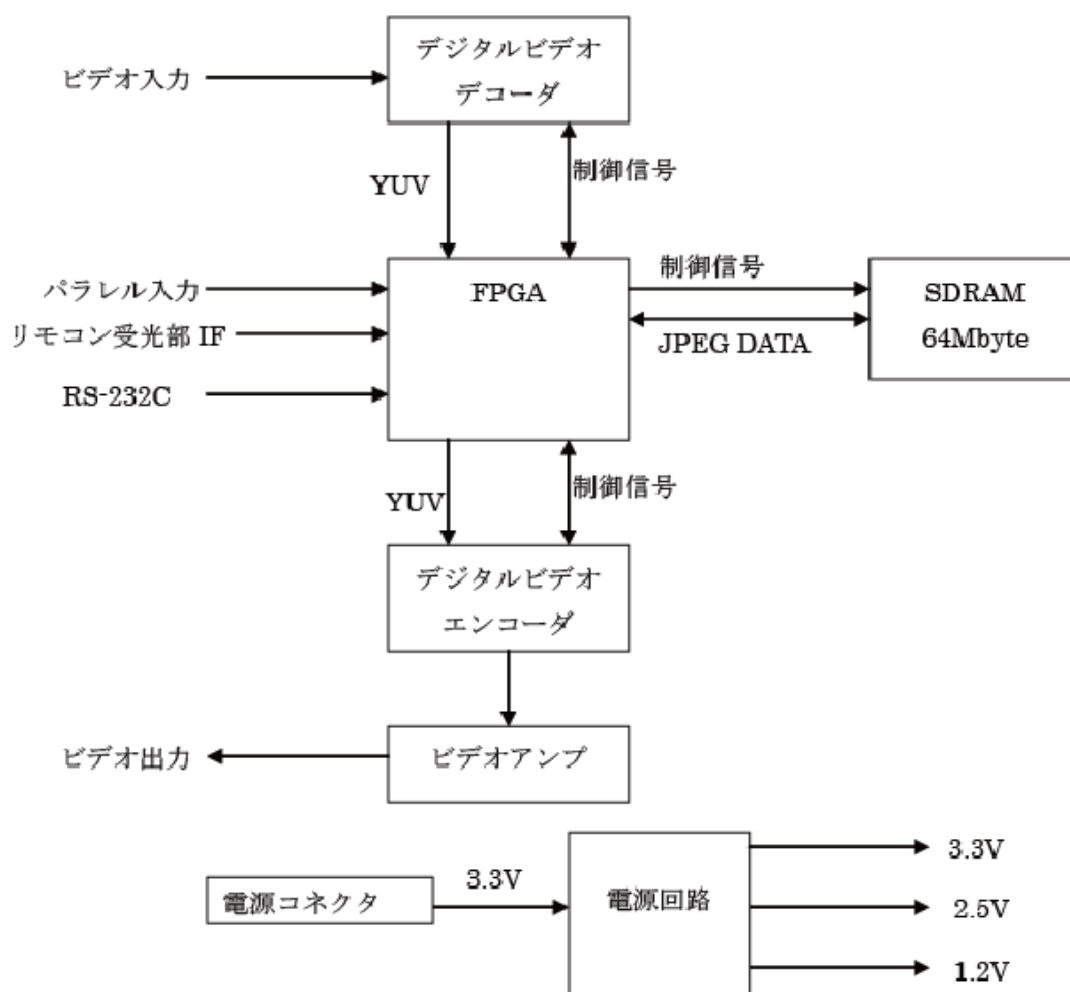 デジタルビデオ
デコーダ
ビデオ入力
YUV
制御信号
パラレル入力
リモコン受光部 IF
RS-232C
FPGA
制御信号
JPEG DATA
SDRAM
64Mbyte
YUV
制御信号
デジタルビデオ
エンコーダ
ビデオ出力
ビデオアンプ
電源コネクタ
3.3V
電源回路
3.3V
2.5V
1.2V